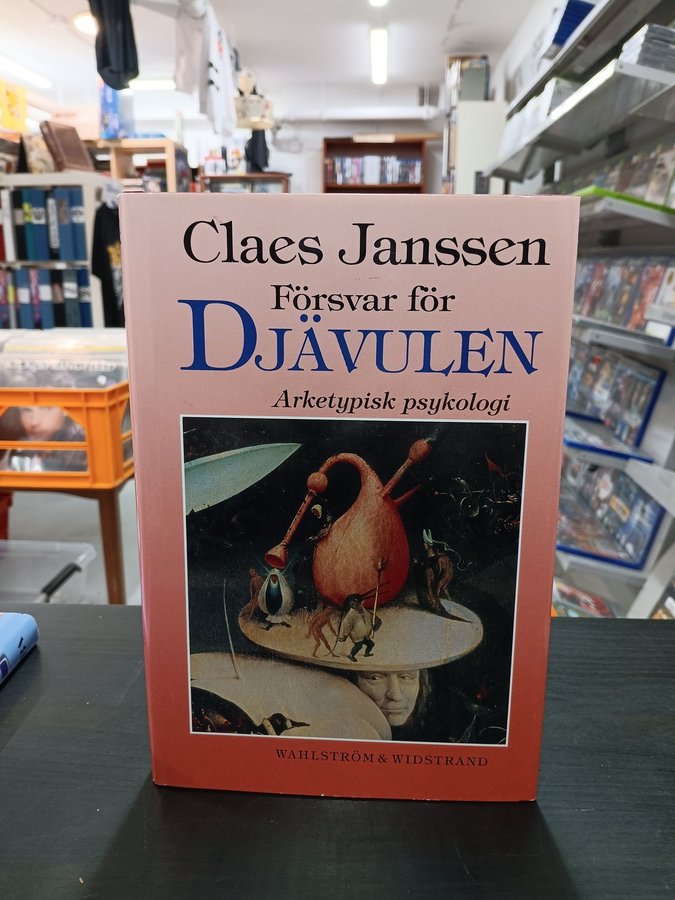 Claes Janssen
Försvar för
DJÄVULEN
Arketypisk psykologi
WAHLSTRÖM & WIDSTRAND